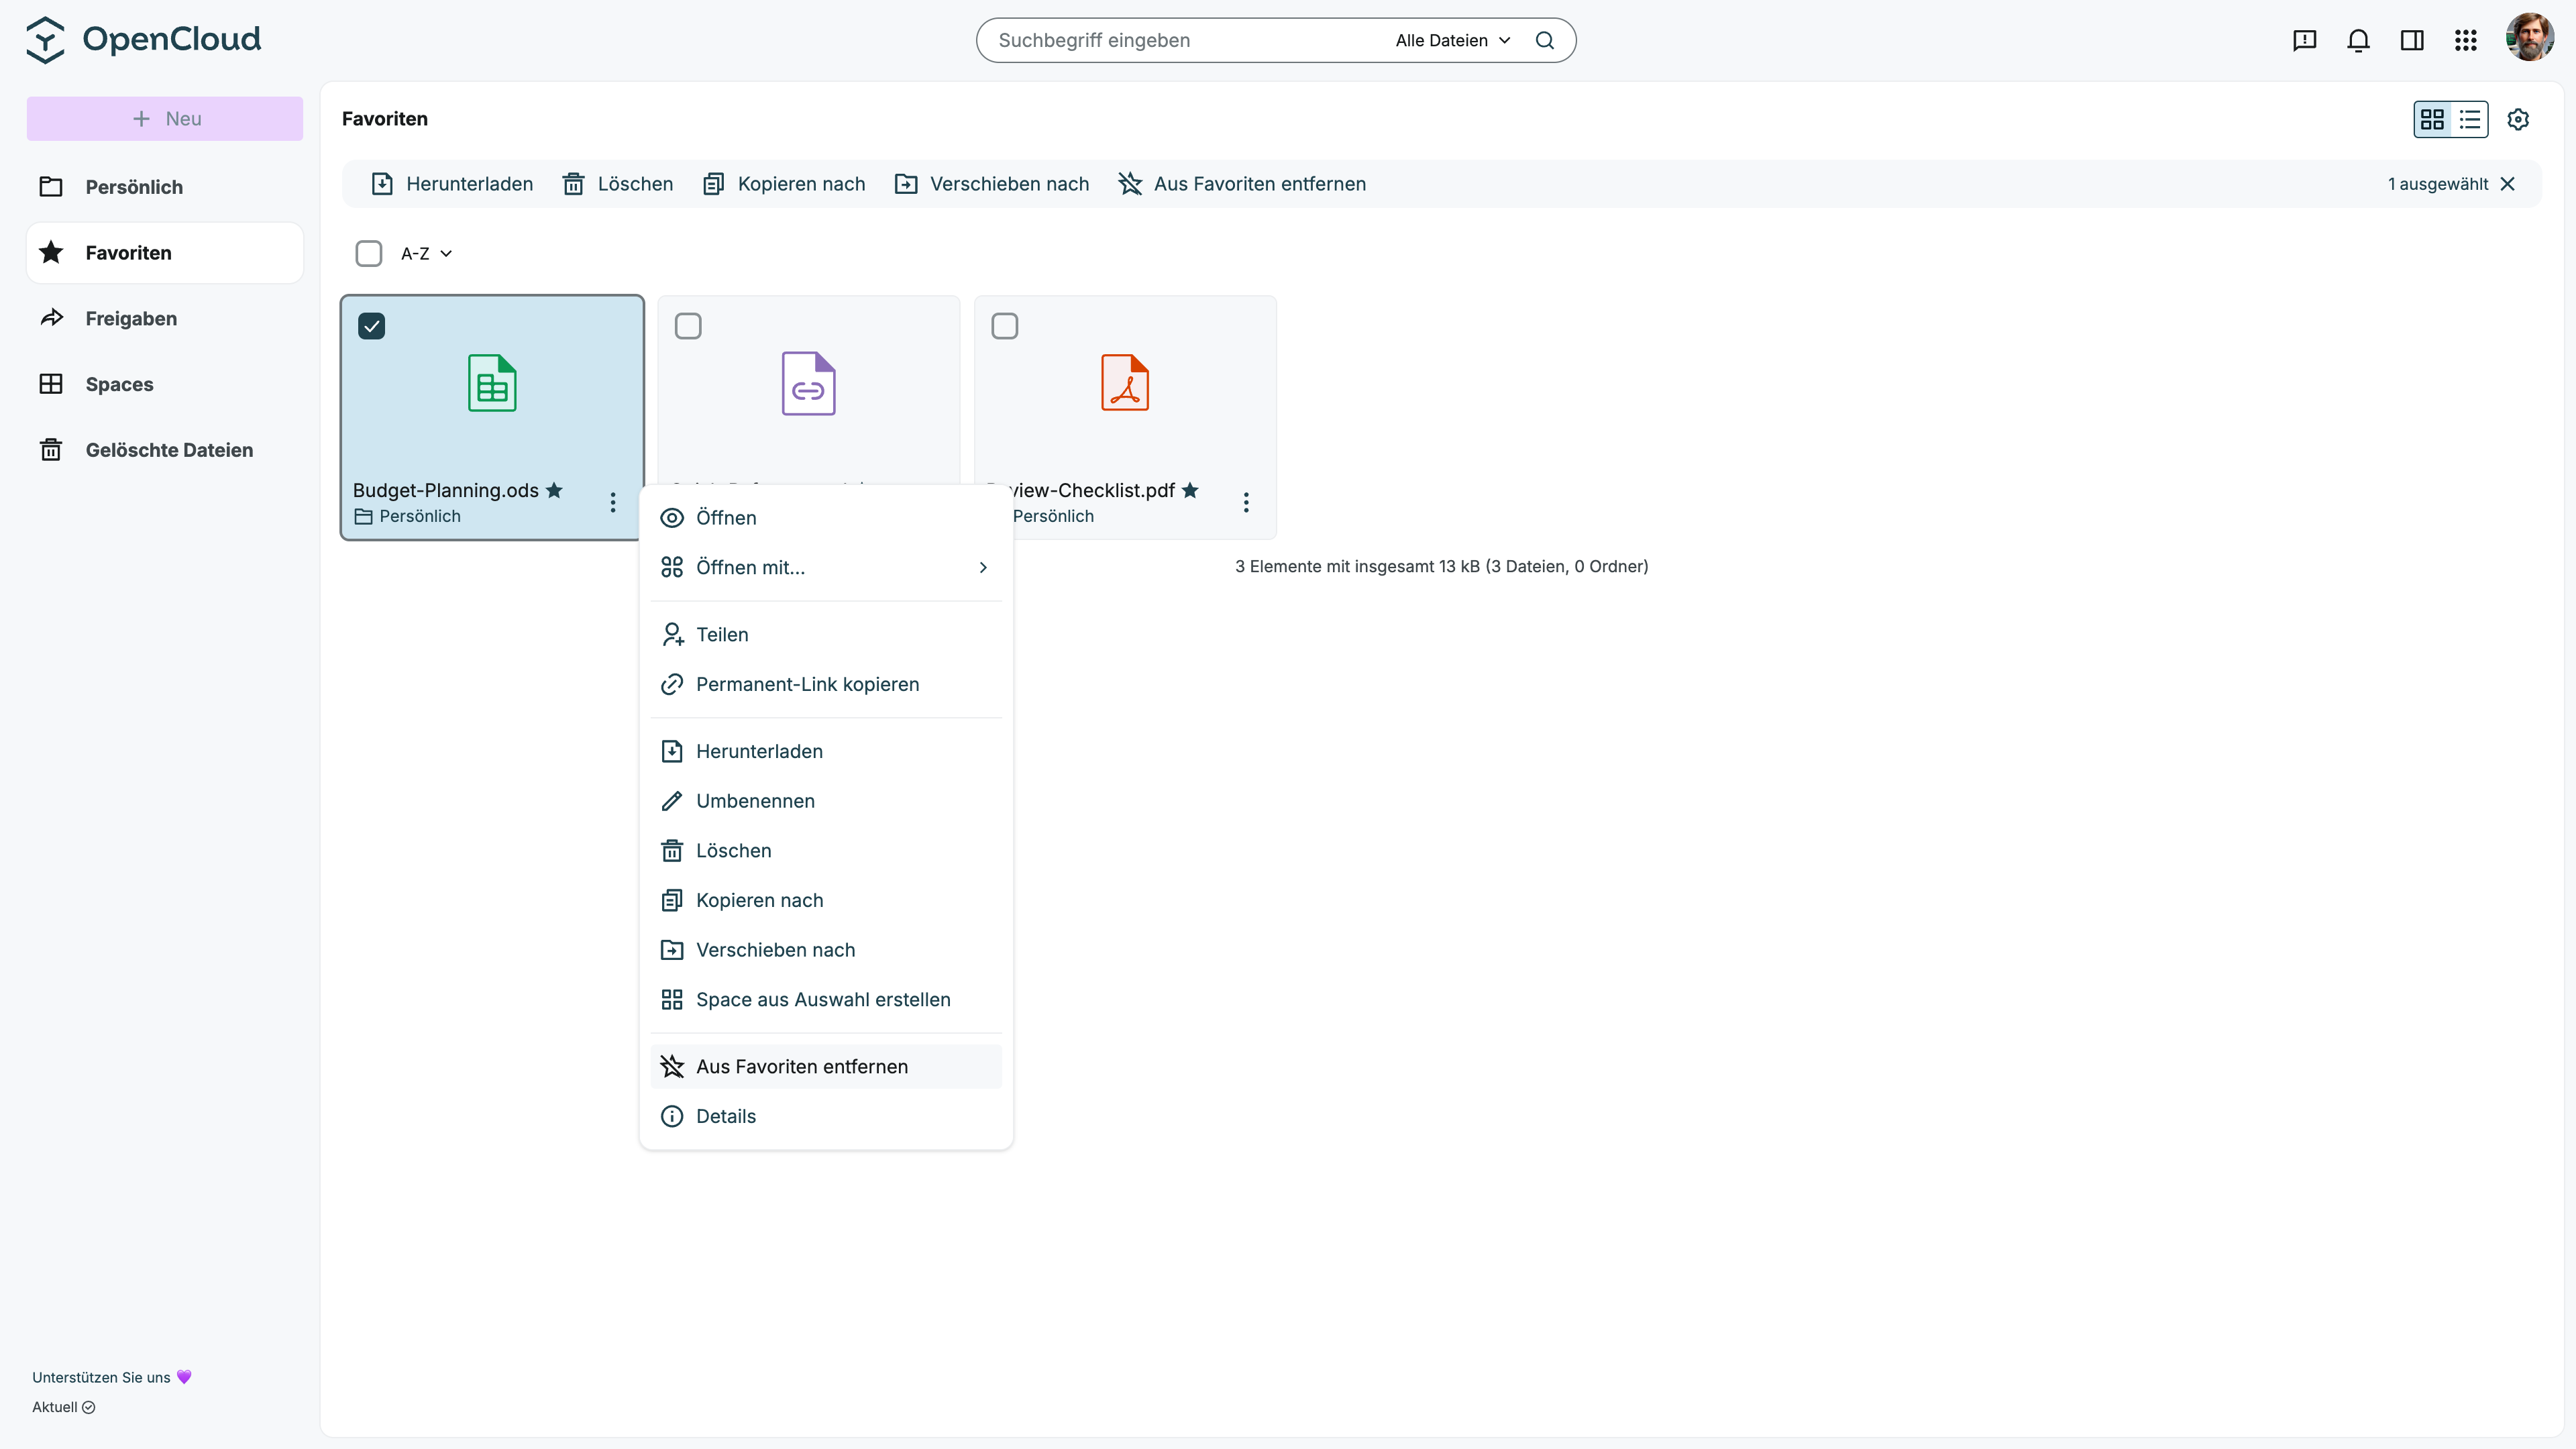 OpenCloud
Suchbegriff eingeben
Alle Dateien
Neu
Persönlich
Favoriten
Freigaben
Spaces
Gelöschte Dateien
Favoriten
Herunterladen
Löschen
Kopieren nach
Verschieben nach
Aus Favoriten entfernen
1 ausgewählt
A-Z
Budget-Planning.ods
Persönlich
view-Checklist.pdf
Persönlich
3 Elemente mit insgesamt 13 kB (3 Dateien, 0 Ordner)
Öffnen
Öffnen mit...
Teilen
Permanent-Link kopieren
Herunterladen
Umbenennen
Löschen
Kopieren nach
Verschieben nach
Space aus Auswahl erstellen
Aus Favoriten entfernen
Details
Unterstützen Sie uns 💜
Aktuell